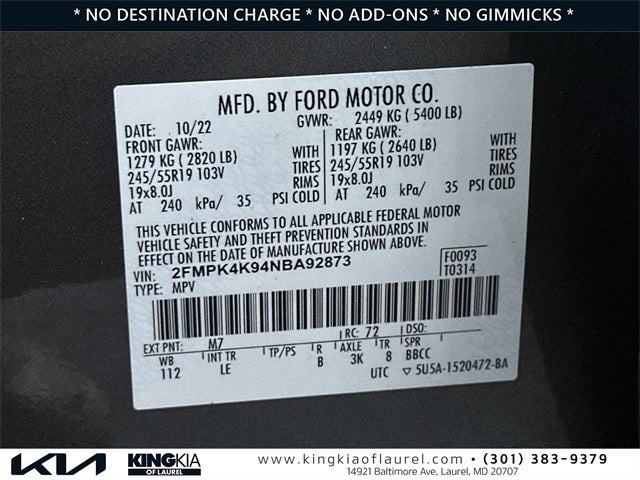 * NO DESTINATION CHARGE * NO ADD-ONS * NO GIMMICKS *
MFD. BY FORD MOTOR CO.
DATE: 10/22 GVWR: 2449 KG ( 5400 LB)
FRONT GAWR: REAR GAWR:
1279 KG ( 2820 LB) WITH 1197 KG ( 2640 LB) WITH
245/55R19 103V TIRES 245/55R19 103V TIRES
19x8.0J RIMS 19x8.0J RIMS
AT 240 kPa/ 35 PSI COLD AT 240 kPa/ 35 PSI COLD
THIS VEHICLE CONFORMS TO ALL APPLICABLE FEDERAL MOTOR
VEHICLE SAFETY AND THEFT PREVENTION STANDARDS IN
EFFECT ON THE DATE OF MANUFACTURE SHOWN ABOVE.
VIN: 2FMPK4K94NBA92873 F0093
TYPE: MPV T0314
EXT PNT: M7 RC: 72 DSO:
WB INT TR TP/PS R AXLE TR SPR
112 LE B 3K 8 BBCC
UTC ▽ 5U5A-1520472-BA
KIA KING KIA OF LAUREL www.kingkiaoflaurel.com • (301) 383-9379
14921 Baltimore Ave, Laurel, MD 20707